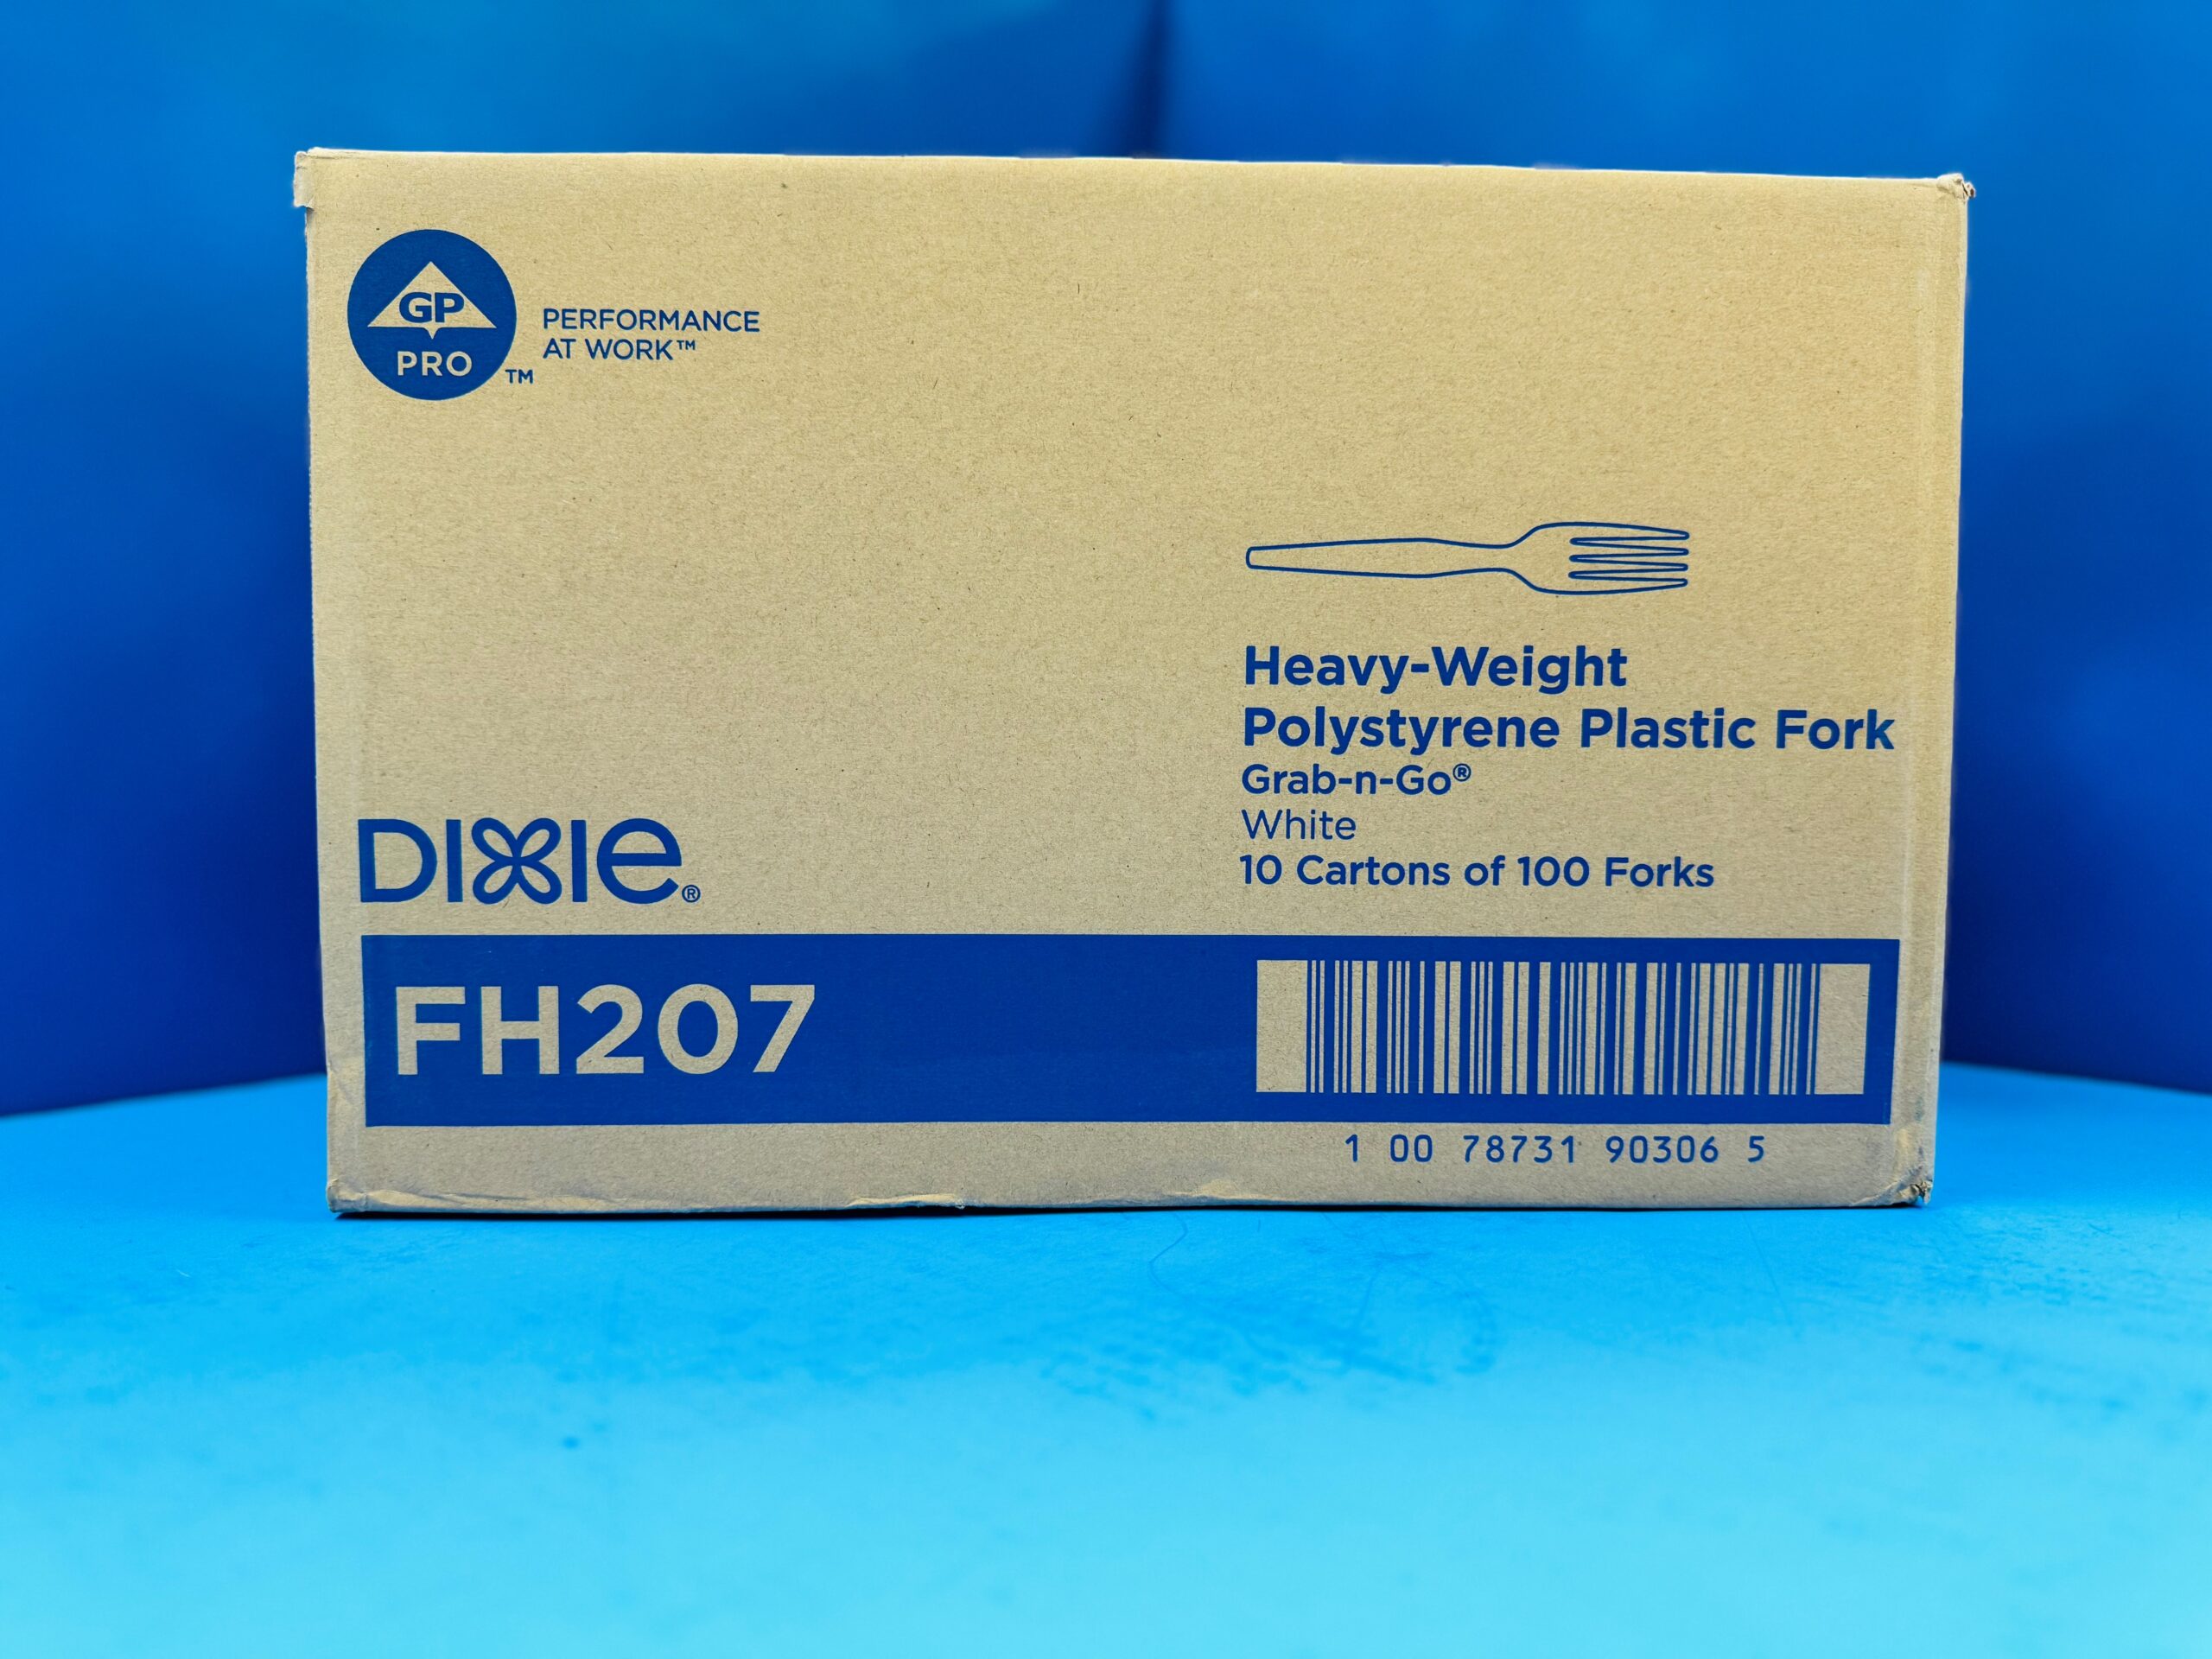 GP
PRO
™
PERFORMANCE
AT WORK™
Heavy-Weight
Polystyrene Plastic Fork
Grab-n-Go®
White
10 Cartons of 100 Forks
DIXIE®
FH207
1 00 78731 90306 5